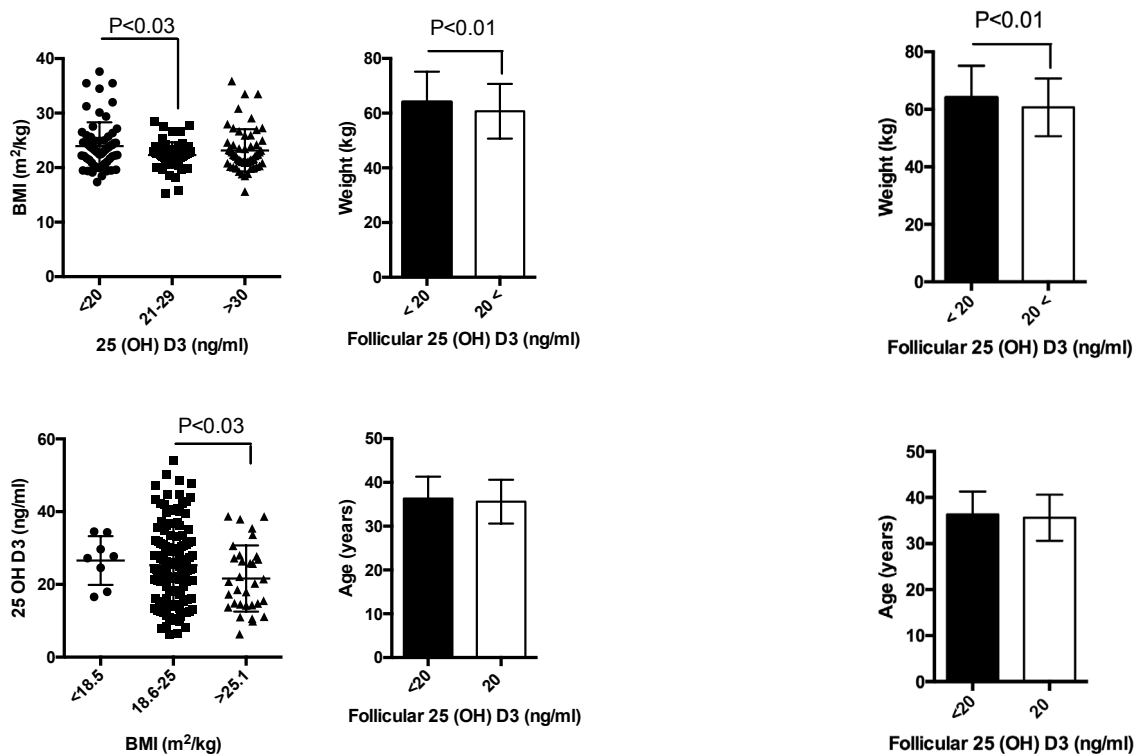 P<0.03
BMI (m²/kg)
40
30
20
10
0
<20
21-29
>30
25 (OH) D3 (ng/ml)
P<0.01
Weight (kg)
80
60
40
20
0
< 20
20 <
Follicular 25 (OH) D3 (ng/ml)
P<0.01
Weight (kg)
80
60
40
20
0
< 20
20 <
Follicular 25 (OH) D3 (ng/ml)
P<0.03
25 OH D3 (ng/ml)
60
40
20
0
<18.5
18.6-25
>25.1
BMI (m²/kg)
Age (years)
50
40
30
20
10
0
<20
20
Follicular 25 (OH) D3 (ng/ml)
Age (years)
50
40
30
20
10
0
<20
20
Follicular 25 (OH) D3 (ng/ml)